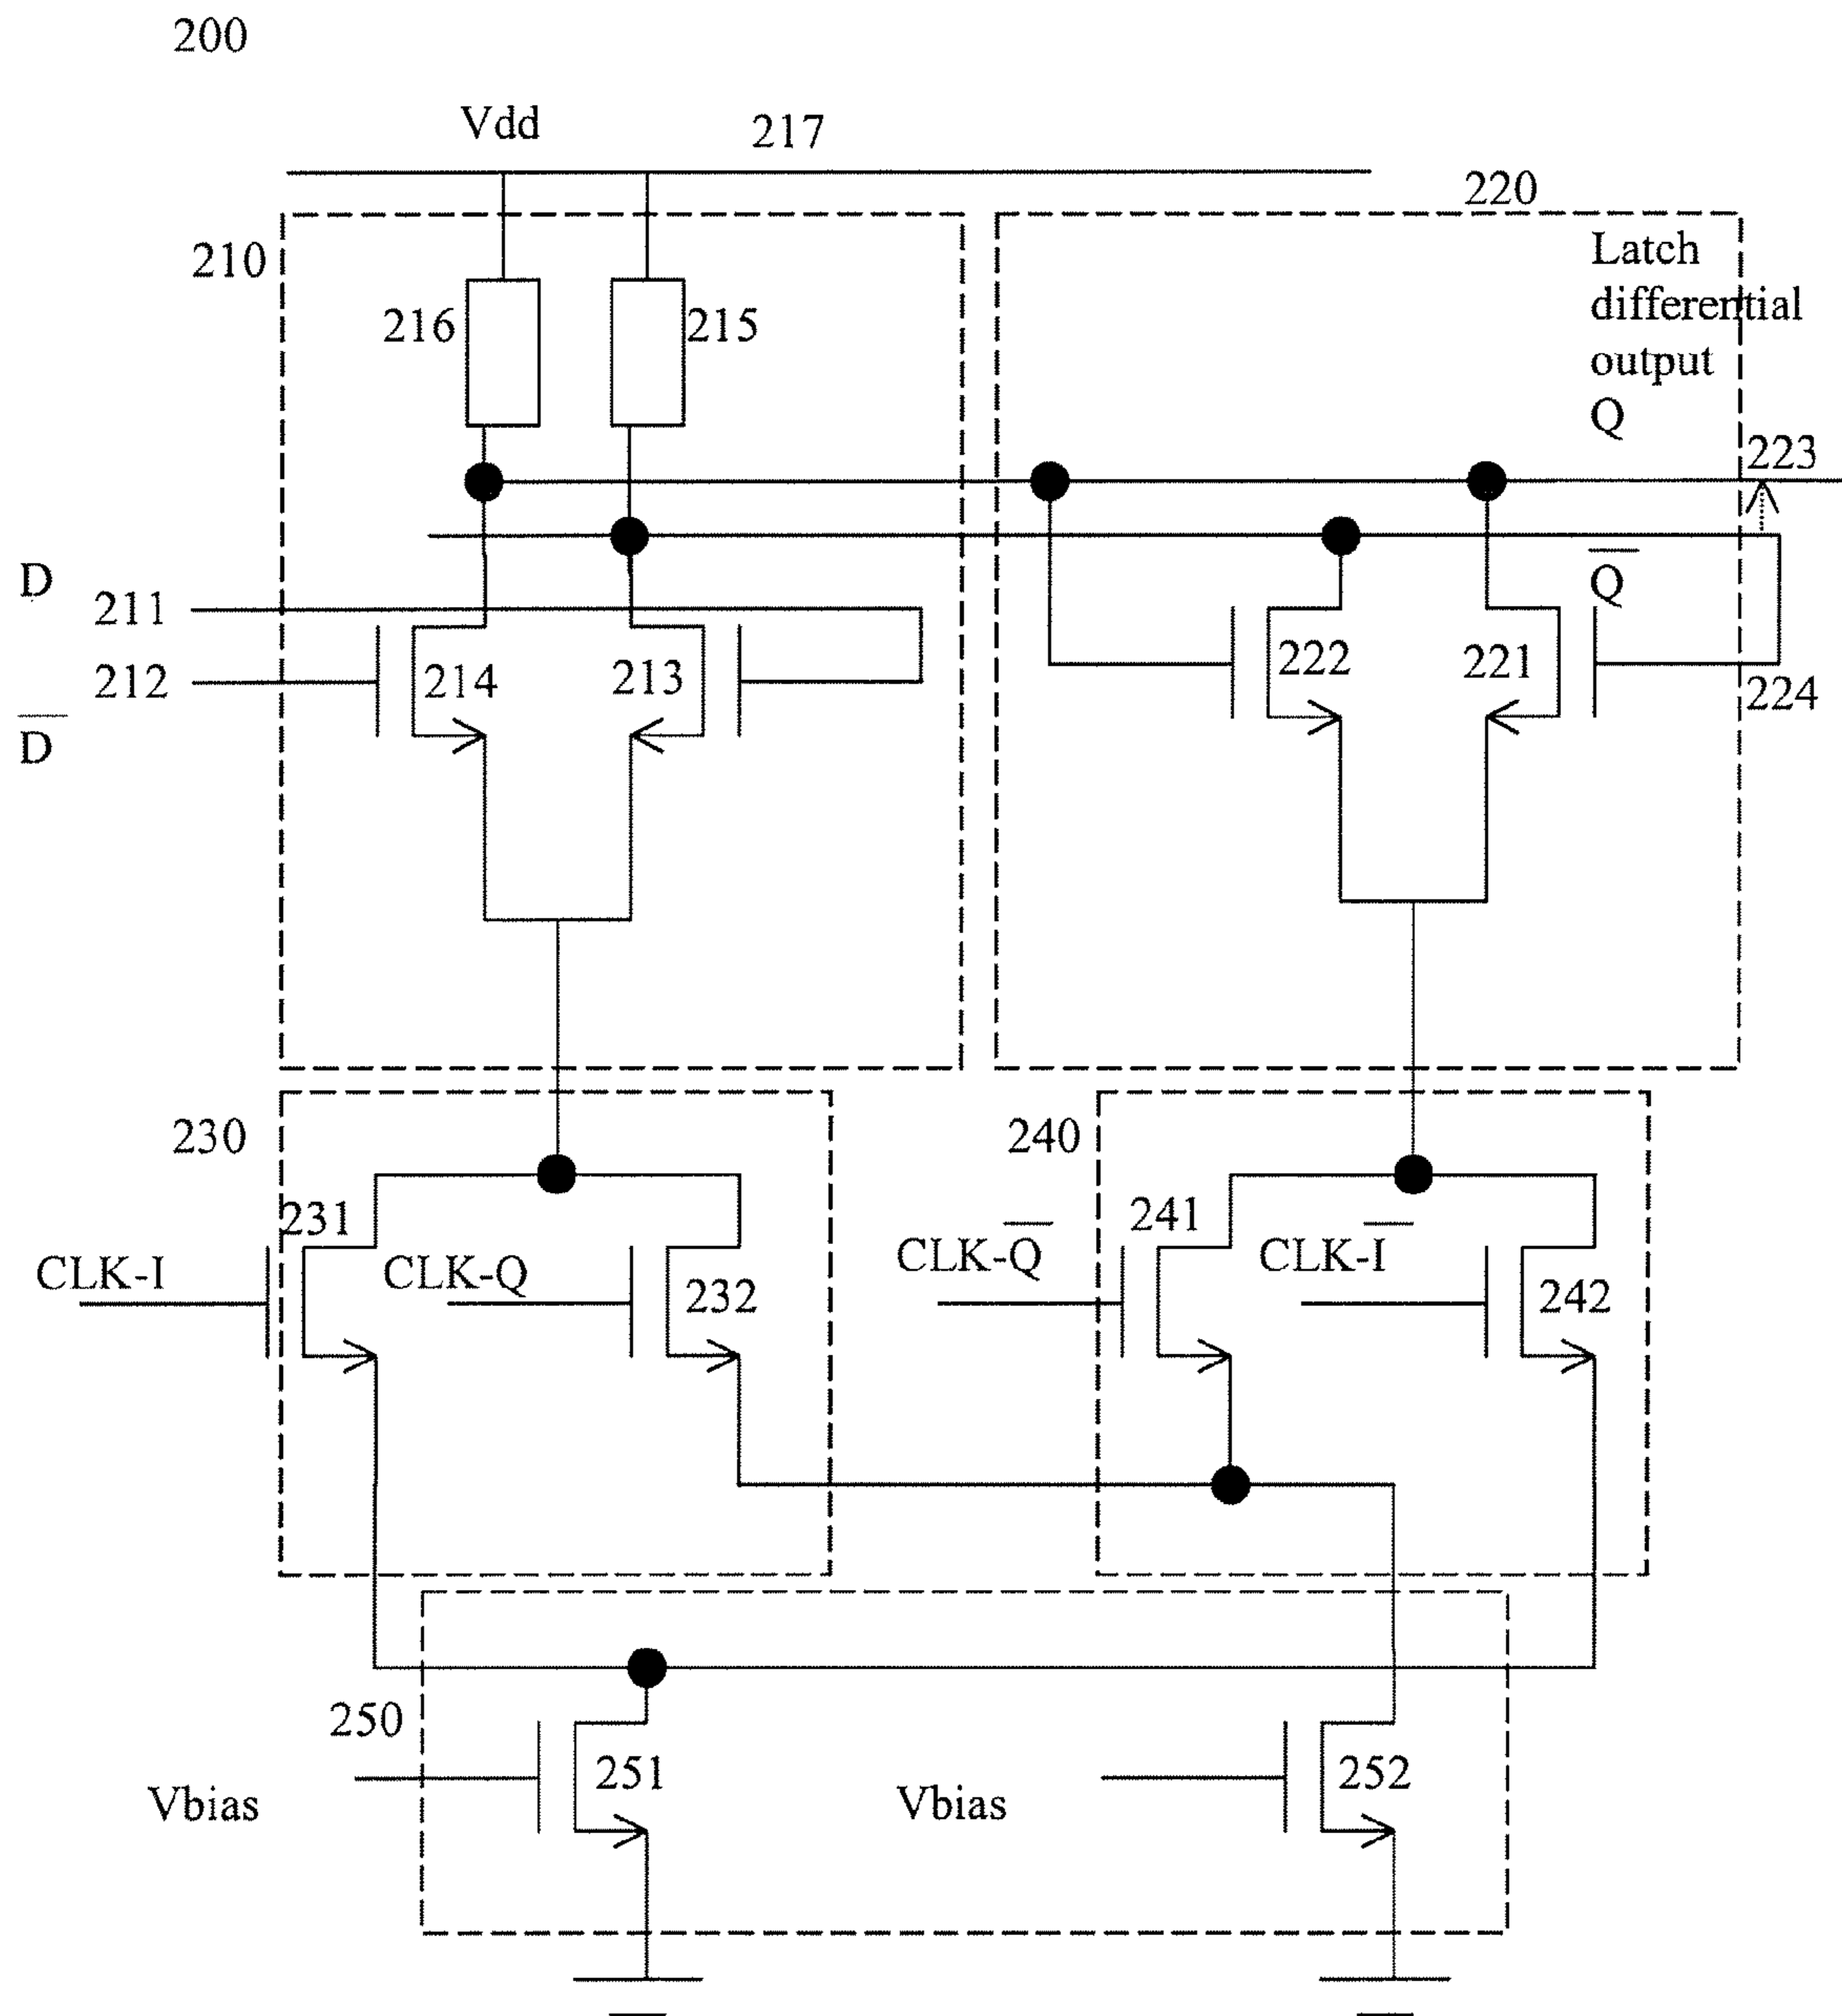 200
Vdd
217
220
210
Latch
differential
output
Q
216
215
223
D
211
Q̅
212
214
213
222
221
224
D̅
230
240
231
241
CLK-I
CLK-Q
CLK-Q̅
CLK-I̅
232
242
250
251
252
Vbias
Vbias